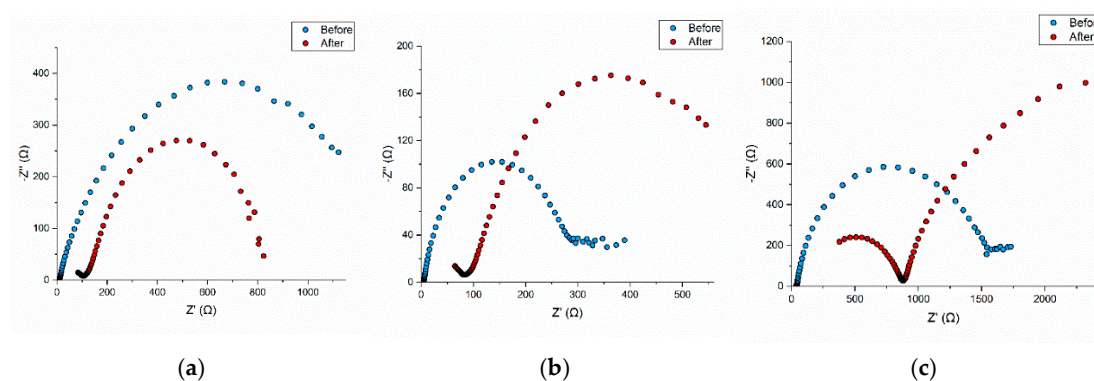 Before
After
400
300
200
100
0
-Z'' (Ω)
0 200 400 600 800 1000
Z' (Ω)
(a)
Before
After
200
160
120
80
40
0
-Z'' (Ω)
0 100 200 300 400 500
Z' (Ω)
(b)
Before
After
1200
1000
800
600
400
200
0
-Z'' (Ω)
0 500 1000 1500 2000
Z' (Ω)
(c)